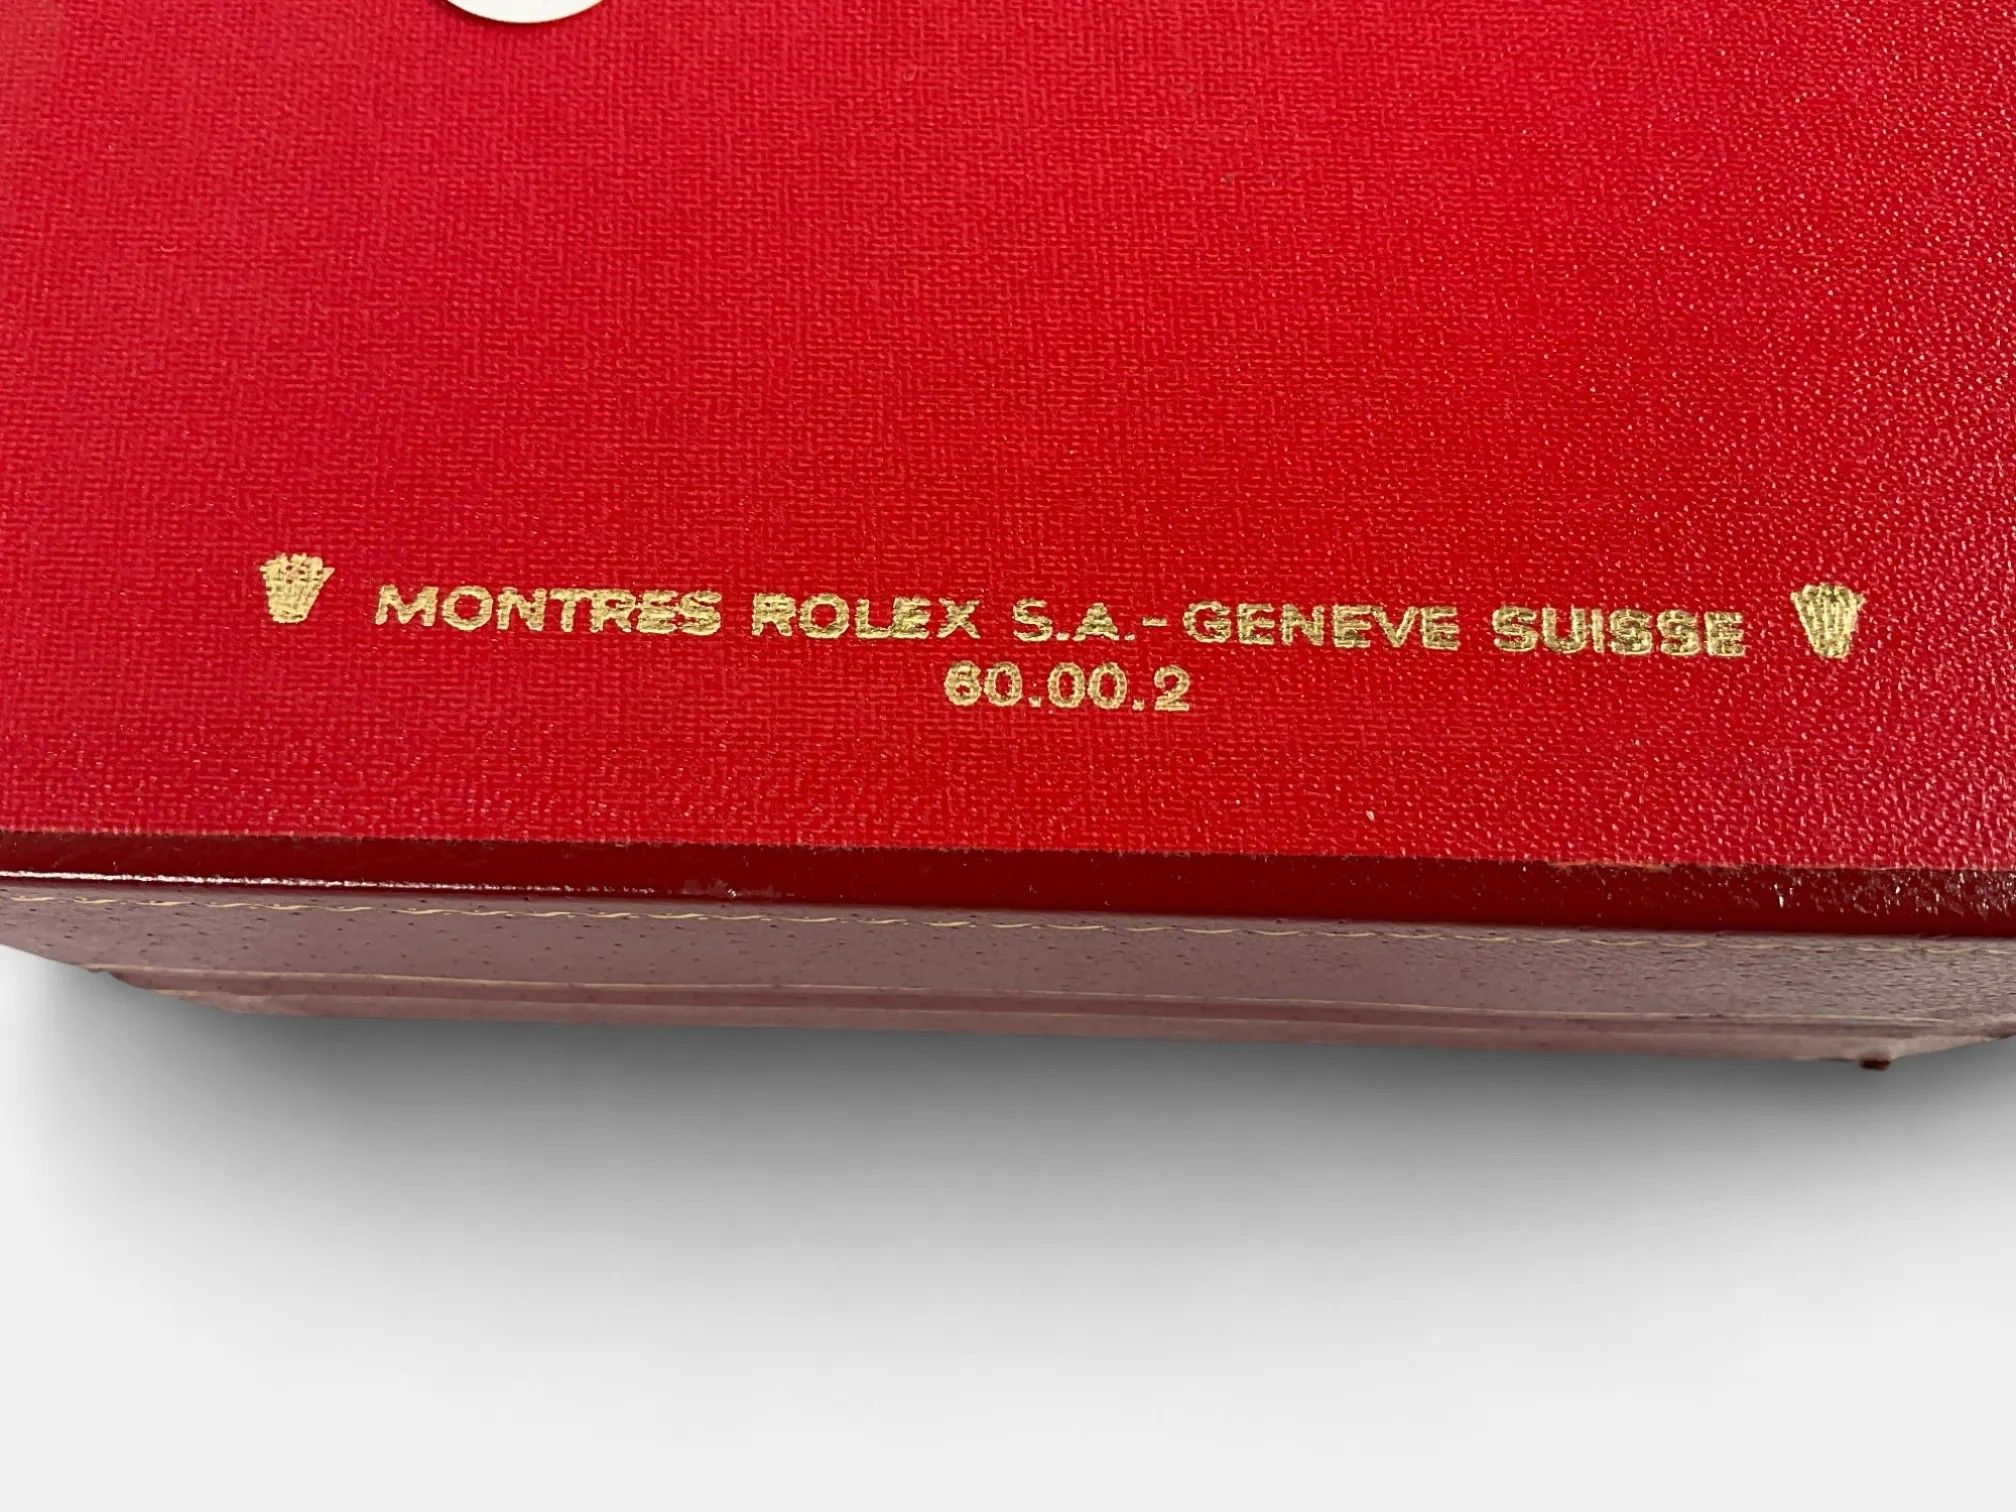 MONTRES ROLEX S.A.-GENEVE SUISSE
60.00.2